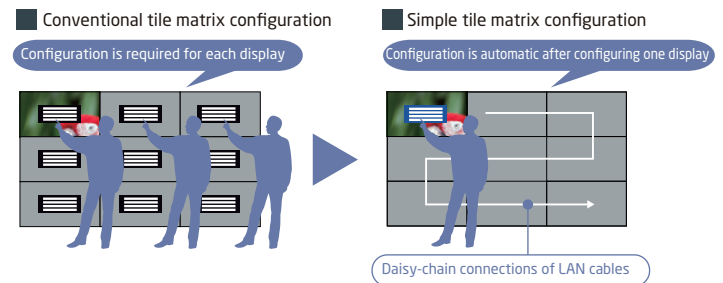 Conventional tile matrix configuration
Configuration is required for each display
Simple tile matrix configuration
Configuration is automatic after configuring one display
Daisy-chain connections of LAN cables